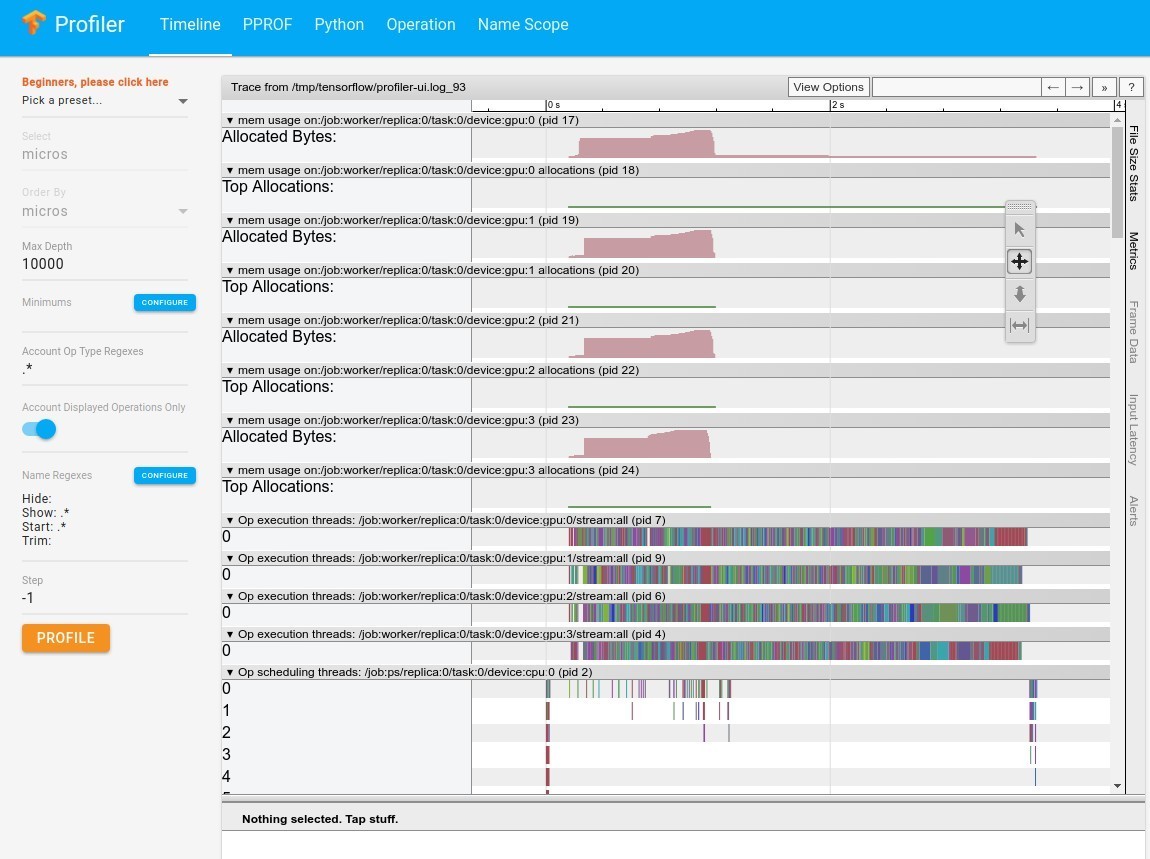 Profiler
Timeline
PPROF
Python
Operation
Name Scope
Beginners, please click here
Pick a preset...
Select
micros
Order By
micros
Max Depth
10000
Minimums
CONFIGURE
Account Op Type Regexes
.*
Account Displayed Operations Only
Name Regexes
CONFIGURE
Hide:
Show: .*
Start: .*
Trim:
Step
-1
PROFILE
Trace from /tmp/tensorflow/profiler-ui.log_93
View Options
←
→
»
?
0 s
2 s
4
▼ mem usage on:/job:worker/replica:0/task:0/device:gpu:0 (pid 17)
Allocated Bytes:
▼ mem usage on:/job:worker/replica:0/task:0/device:gpu:0 allocations (pid 18)
Top Allocations:
▼ mem usage on:/job:worker/replica:0/task:0/device:gpu:1 (pid 19)
Allocated Bytes:
▼ mem usage on:/job:worker/replica:0/task:0/device:gpu:1 allocations (pid 20)
Top Allocations:
▼ mem usage on:/job:worker/replica:0/task:0/device:gpu:2 (pid 21)
Allocated Bytes:
▼ mem usage on:/job:worker/replica:0/task:0/device:gpu:2 allocations (pid 22)
Top Allocations:
▼ mem usage on:/job:worker/replica:0/task:0/device:gpu:3 (pid 23)
Allocated Bytes:
▼ mem usage on:/job:worker/replica:0/task:0/device:gpu:3 allocations (pid 24)
Top Allocations:
▼ Op execution threads: /job:worker/replica:0/task:0/device:gpu:0/stream:all (pid 7)
0
▼ Op execution threads: /job:worker/replica:0/task:0/device:gpu:1/stream:all (pid 9)
0
▼ Op execution threads: /job:worker/replica:0/task:0/device:gpu:2/stream:all (pid 6)
0
▼ Op execution threads: /job:worker/replica:0/task:0/device:gpu:3/stream:all (pid 4)
0
▼ Op scheduling threads: /job:ps/replica:0/task:0/device:cpu:0 (pid 2)
0
1
2
3
4
File Size Stats
Metrics
Frame Data
Input Latency
Alerts
Nothing selected. Tap stuff.